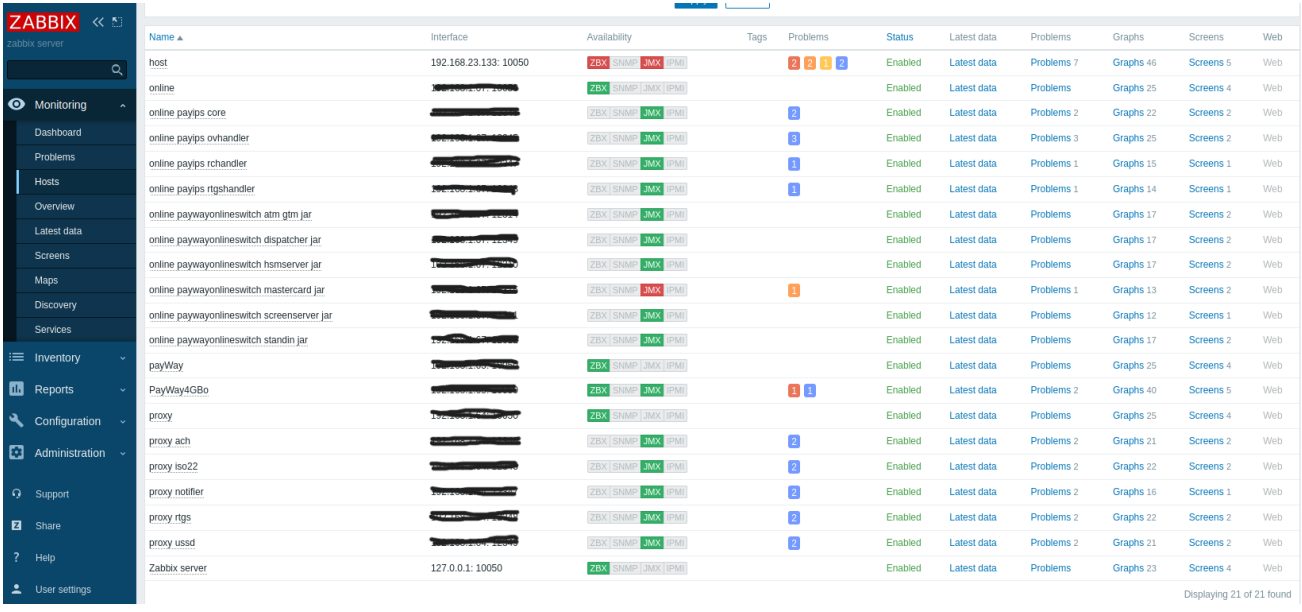 ZABBIX
zabbix server
Monitoring
Dashboard
Problems
Hosts
Overview
Latest data
Screens
Maps
Discovery
Services
Inventory
Reports
Configuration
Administration
Support
Share
Help
User settings
Name Interface Availability Tags Problems Status Latest data Problems Graphs Screens Web
host 192.168.23.133: 10050 ZBX SNMP JMX IPMI 2 2 1 2 Enabled Latest data Problems 7 Graphs 46 Screens 5 Web
online ZBX SNMP JMX IPMI Enabled Latest data Problems Graphs 25 Screens 4 Web
online payips core ZBX SNMP JMX IPMI 2 Enabled Latest data Problems 2 Graphs 22 Screens 2 Web
online payips ovhandler ZBX SNMP JMX IPMI 3 Enabled Latest data Problems 3 Graphs 25 Screens 2 Web
online payips rchandler ZBX SNMP JMX IPMI 1 Enabled Latest data Problems 1 Graphs 15 Screens 1 Web
online payips rtgshandler ZBX SNMP JMX IPMI 1 Enabled Latest data Problems 1 Graphs 14 Screens 1 Web
online paywayonlineswitch atm gtm jar ZBX SNMP JMX IPMI Enabled Latest data Problems Graphs 17 Screens 2 Web
online paywayonlineswitch dispatcher jar ZBX SNMP JMX IPMI Enabled Latest data Problems Graphs 17 Screens 2 Web
online paywayonlineswitch hsmserver jar ZBX SNMP JMX IPMI Enabled Latest data Problems Graphs 17 Screens 2 Web
online paywayonlineswitch mastercard jar ZBX SNMP JMX IPMI 1 Enabled Latest data Problems 1 Graphs 13 Screens 2 Web
online paywayonlineswitch screenserver jar ZBX SNMP JMX IPMI Enabled Latest data Problems Graphs 12 Screens 1 Web
online paywayonlineswitch standin jar ZBX SNMP JMX IPMI Enabled Latest data Problems Graphs 17 Screens 2 Web
payWay ZBX SNMP JMX IPMI Enabled Latest data Problems Graphs 25 Screens 4 Web
PayWay4GBo ZBX SNMP JMX IPMI 1 1 Enabled Latest data Problems 2 Graphs 40 Screens 5 Web
proxy ZBX SNMP JMX IPMI Enabled Latest data Problems Graphs 25 Screens 4 Web
proxy ach ZBX SNMP JMX IPMI 2 Enabled Latest data Problems 2 Graphs 21 Screens 2 Web
proxy iso22 ZBX SNMP JMX IPMI 2 Enabled Latest data Problems 2 Graphs 22 Screens 2 Web
proxy notifier ZBX SNMP JMX IPMI 2 Enabled Latest data Problems 2 Graphs 16 Screens 1 Web
proxy rtgs ZBX SNMP JMX IPMI 2 Enabled Latest data Problems 2 Graphs 22 Screens 2 Web
proxy ussd ZBX SNMP JMX IPMI 2 Enabled Latest data Problems 2 Graphs 21 Screens 2 Web
Zabbix server 127.0.0.1: 10050 ZBX SNMP JMX IPMI Enabled Latest data Problems Graphs 23 Screens 4 Web
Displaying 21 of 21 found